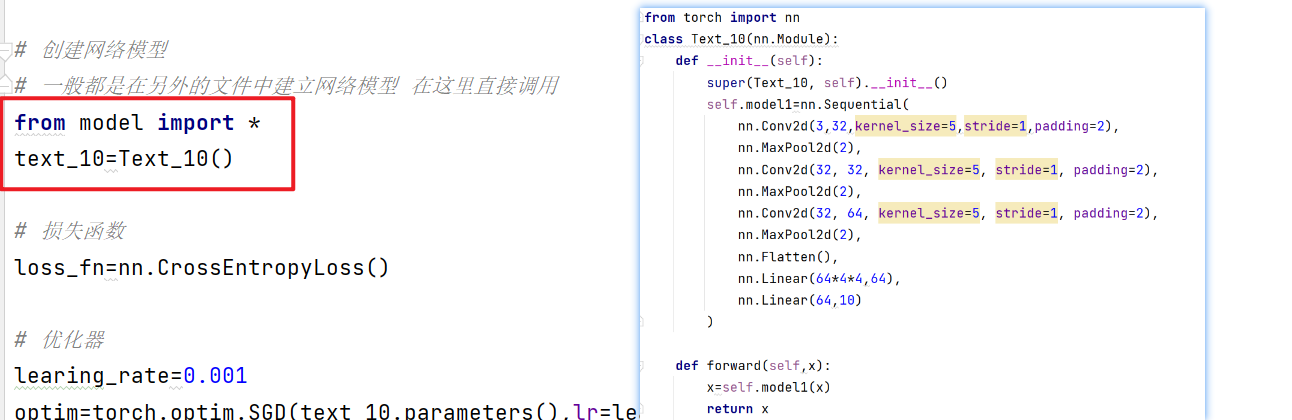 # 创建网络模型
# 一般都是在另外的文件中建立网络模型 在这里直接调用
from model import *
text_10=Text_10()
# 损失函数
loss_fn=nn.CrossEntropyLoss()
# 优化器
learing_rate=0.001
optim=torch.optim.SGD(text_10.parameters(),lr=le
from torch import nn
class Text_10(nn.Module):
def __init__(self):
super(Text_10, self).__init__()
self.model1=nn.Sequential(
nn.Conv2d(3,32,kernel_size=5,stride=1,padding=2),
nn.MaxPool2d(2),
nn.Conv2d(32, 32, kernel_size=5, stride=1, padding=2),
nn.MaxPool2d(2),
nn.Conv2d(32, 64, kernel_size=5, stride=1, padding=2),
nn.MaxPool2d(2),
nn.Flatten(),
nn.Linear(64*4*4,64),
nn.Linear(64,10)
)
def forward(self,x):
x=self.model1(x)
return x